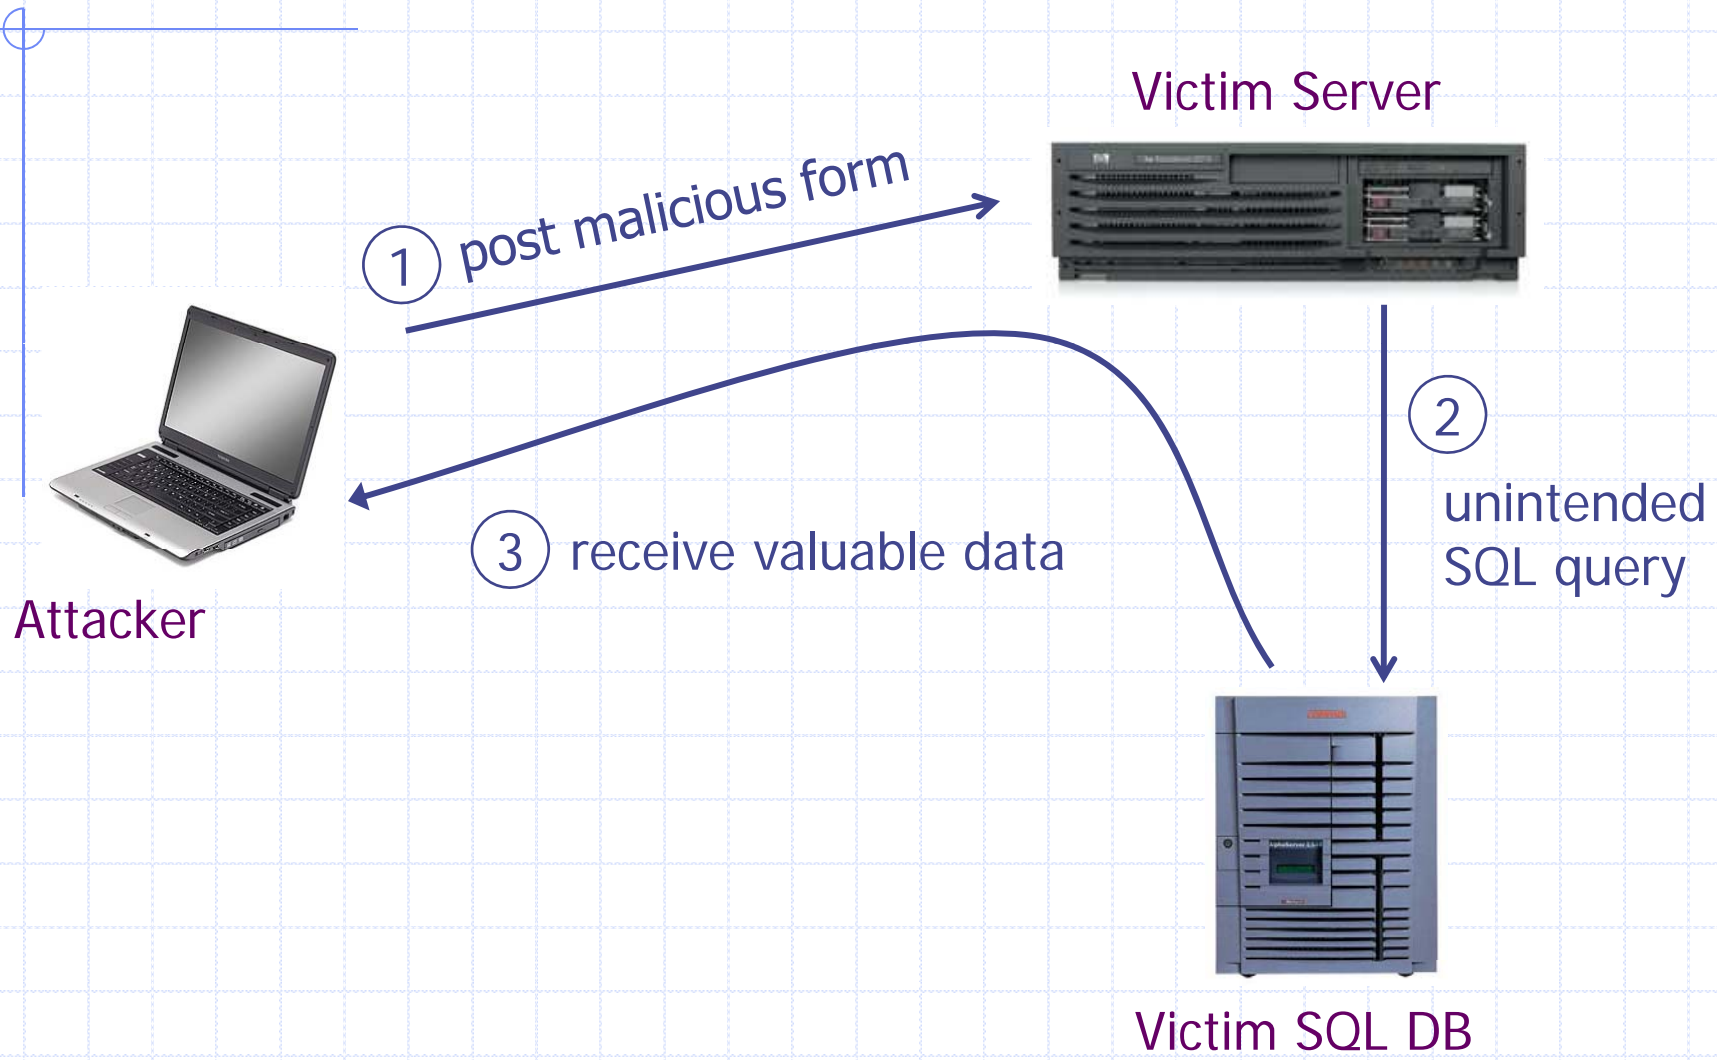 Victim Server
1 post malicious form
2
unintended
SQL query
3 receive valuable data
Attacker
Victim SQL DB